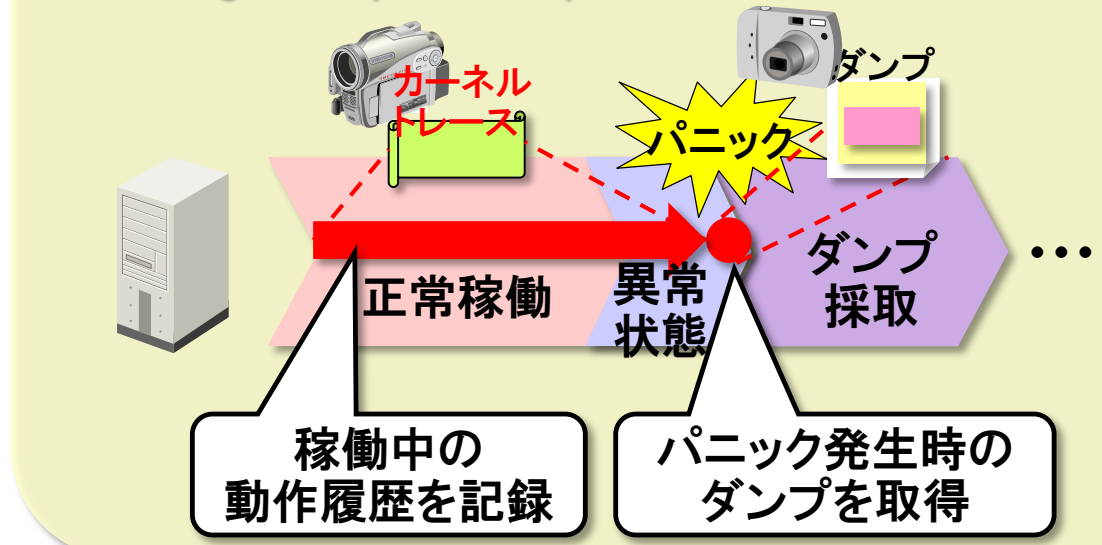 カーネル
トレース
ダンプ
パニック
正常稼働
異常
状態
ダンプ
採取
・・・
稼働中の
動作履歴を記録
パニック発生時の
ダンプを取得